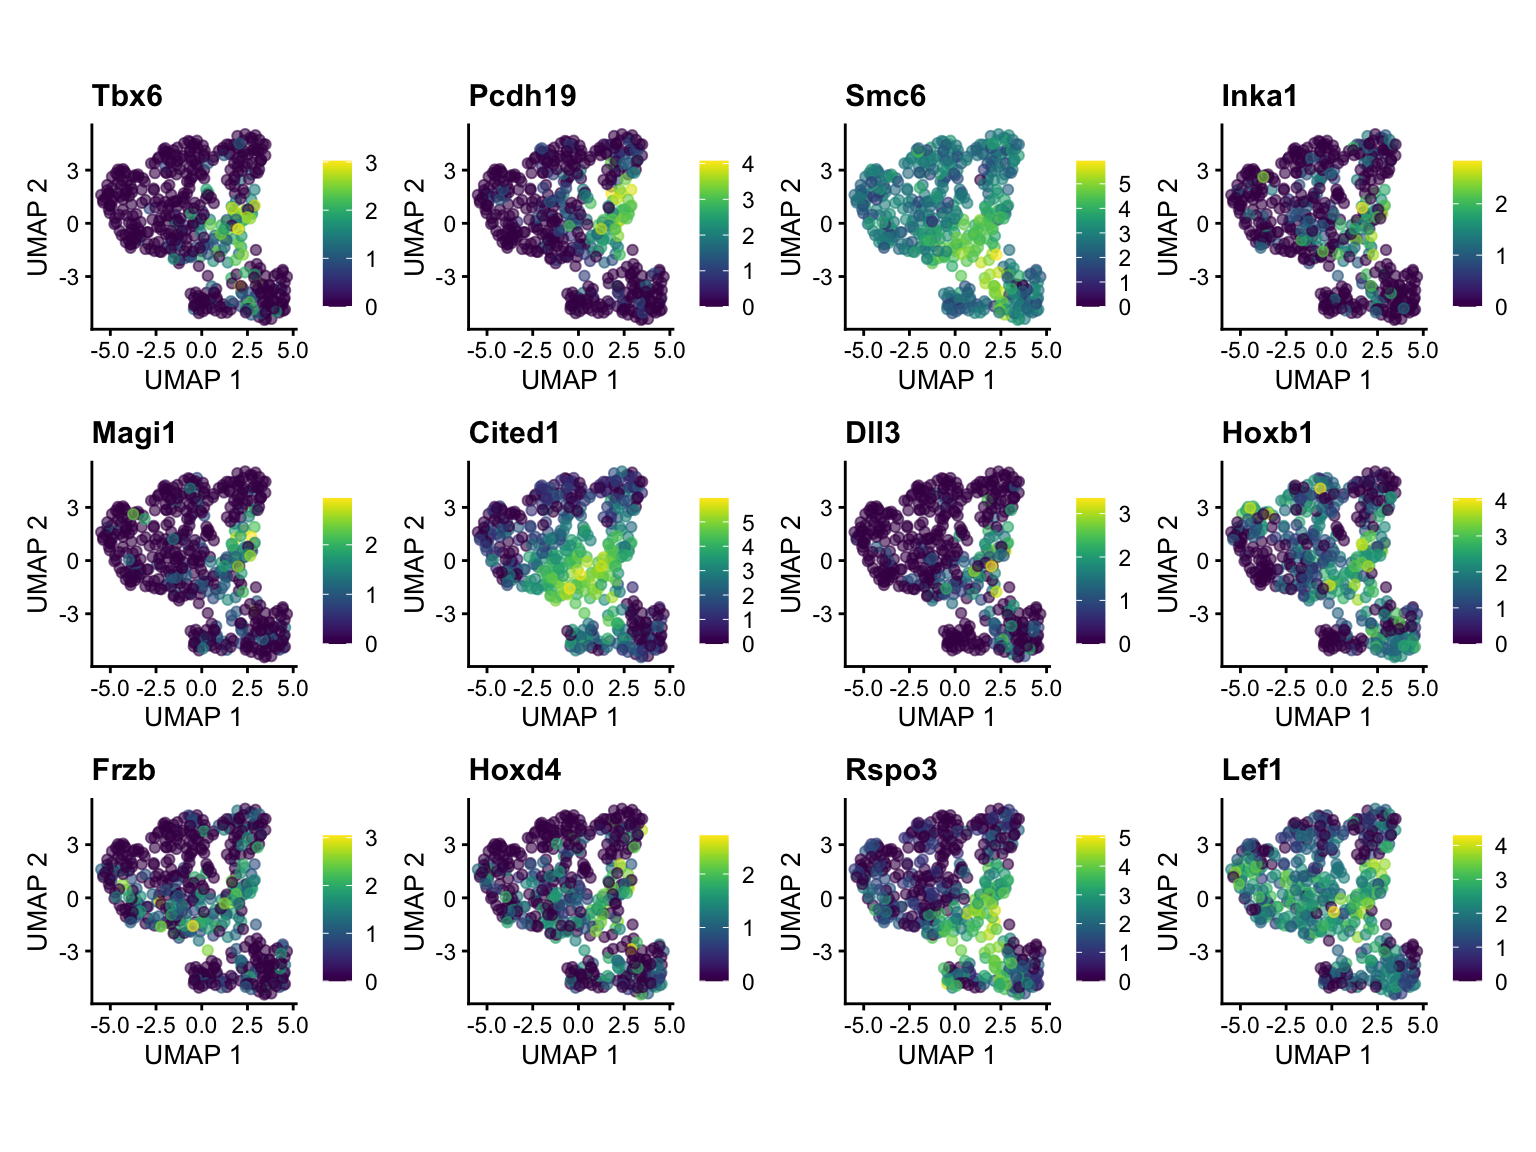 Tbx6 Pcdh19 Smc6 Inka1
UMAP 2 3 0 -3 3 2 1 0 UMAP 2 3 0 -3 4 3 2 1 0 UMAP 2 3 0 -3 5 4 3 2 1 0 UMAP 2 3 0 -3 2 1 0
-5.0 -2.5 0.0 2.5 5.0 -5.0 -2.5 0.0 2.5 5.0 -5.0 -2.5 0.0 2.5 5.0 -5.0 -2.5 0.0 2.5 5.0
UMAP 1 UMAP 1 UMAP 1 UMAP 1
Magi1 Cited1 Dll3 Hoxb1
UMAP 2 3 0 -3 2 1 0 UMAP 2 3 0 -3 5 4 3 2 1 0 UMAP 2 3 0 -3 3 2 1 0 UMAP 2 3 0 -3 4 3 2 1 0
-5.0 -2.5 0.0 2.5 5.0 -5.0 -2.5 0.0 2.5 5.0 -5.0 -2.5 0.0 2.5 5.0 -5.0 -2.5 0.0 2.5 5.0
UMAP 1 UMAP 1 UMAP 1 UMAP 1
Frzb Hoxd4 Rspo3 Lef1
UMAP 2 3 0 -3 3 2 1 0 UMAP 2 3 0 -3 2 1 0 UMAP 2 3 0 -3 5 4 3 2 1 0 UMAP 2 3 0 -3 4 3 2 1 0
-5.0 -2.5 0.0 2.5 5.0 -5.0 -2.5 0.0 2.5 5.0 -5.0 -2.5 0.0 2.5 5.0 -5.0 -2.5 0.0 2.5 5.0
UMAP 1 UMAP 1 UMAP 1 UMAP 1